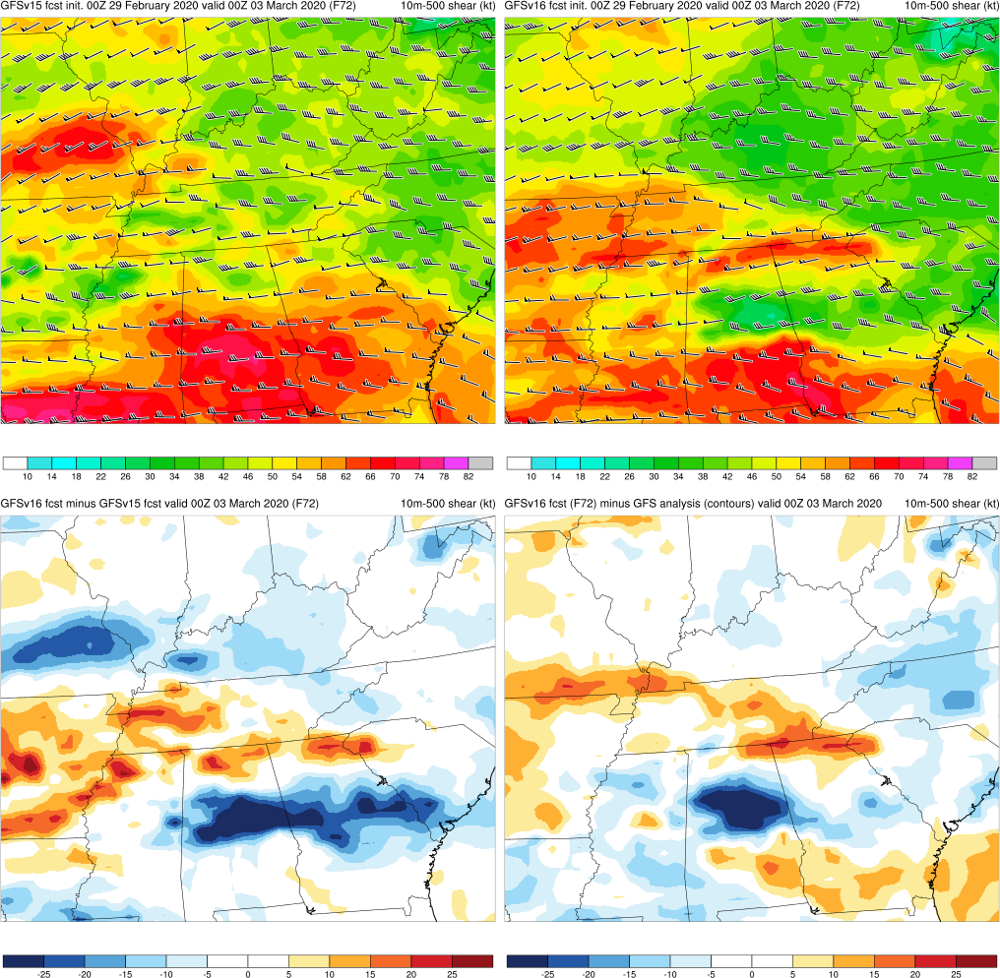 GFSv15 fcst init. 00Z 29 February 2020 valid 00Z 03 March 2020 (F72) 10m-500 shear (kt)
GFSv16 fcst init. 00Z 29 February 2020 valid 00Z 03 March 2020 (F72) 10m-500 shear (kt)
10 14 18 22 26 30 34 38 42 46 50 54 58 62 66 70 74 78 82
10 14 18 22 26 30 34 38 42 46 50 54 58 62 66 70 74 78 82
GFSv16 fcst minus GFSv15 fcst valid 00Z 03 March 2020 (F72) 10m-500 shear (kt)
GFSv16 fcst (F72) minus GFS analysis (contours) valid 00Z 03 March 2020 10m-500 shear (kt)
-25 -20 -15 -10 -5 0 5 10 15 20 25
-25 -20 -15 -10 -5 0 5 10 15 20 25